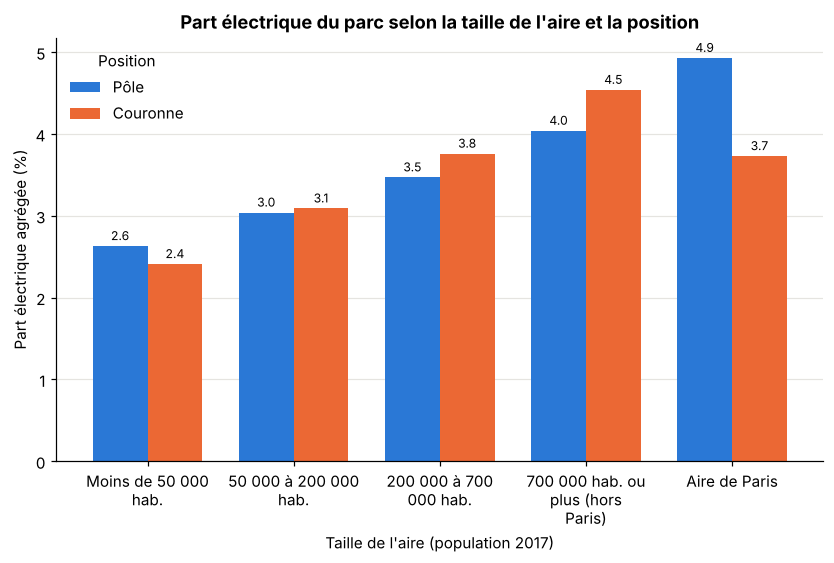 Part électrique du parc selon la taille de l'aire et la position
Part électrique agrégée (%)
5
4
3
2
1
0
Position
Pôle
Couronne
2.6
2.4
3.0
3.1
3.5
3.8
4.0
4.5
4.9
3.7
Moins de 50 000
hab.
50 000 à 200 000
hab.
200 000 à 700
000 hab.
700 000 hab. ou
plus (hors
Paris)
Aire de Paris
Taille de l'aire (population 2017)